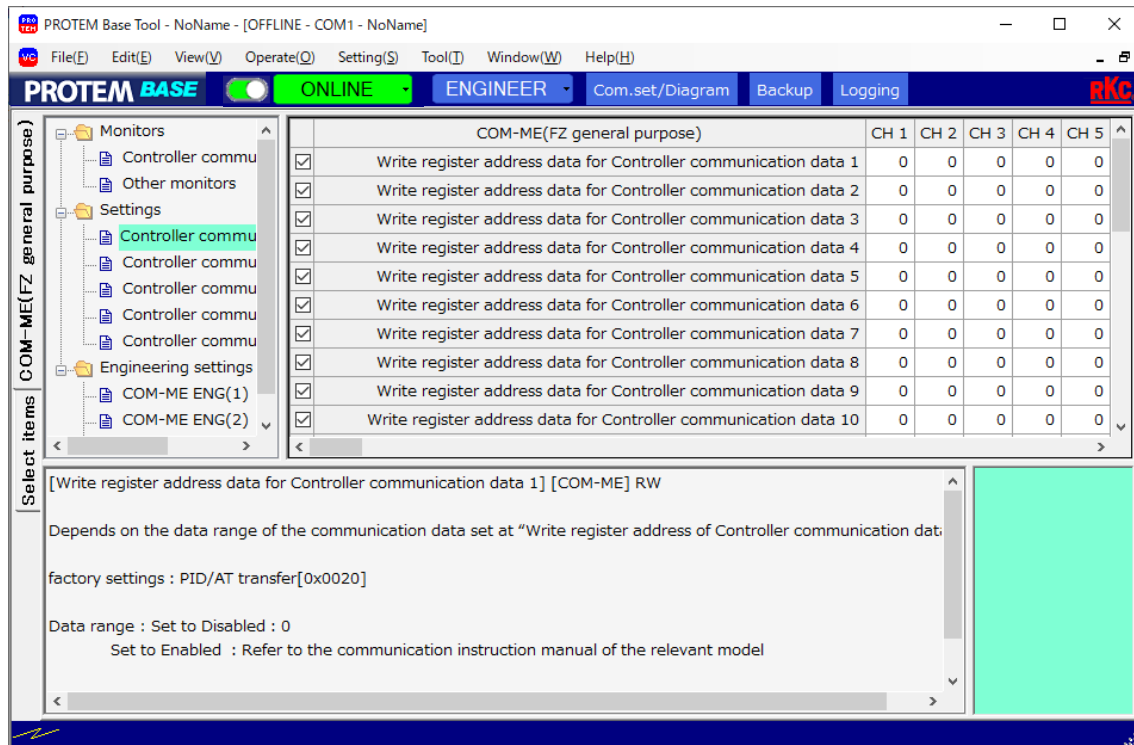 PRO TEM PROTEM Base Tool - NoName - [OFFLINE - COM1 - NoName]
VC File(F) Edit(E) View(V) Operate(O) Setting(S) Tool(T) Window(W) Help(H)
PROTEM BASE ONLINE ENGINEER Com.set/Diagram Backup Logging RKC
COM-ME(FZ general purpose)
Select items
Monitors
Controller commu
Other monitors
Settings
Controller commu
Controller commu
Controller commu
Controller commu
Controller commu
Engineering settings
COM-ME ENG(1)
COM-ME ENG(2)
COM-ME(FZ general purpose) CH 1 CH 2 CH 3 CH 4 CH 5
Write register address data for Controller communication data 1 0 0 0 0 0
Write register address data for Controller communication data 2 0 0 0 0 0
Write register address data for Controller communication data 3 0 0 0 0 0
Write register address data for Controller communication data 4 0 0 0 0 0
Write register address data for Controller communication data 5 0 0 0 0 0
Write register address data for Controller communication data 6 0 0 0 0 0
Write register address data for Controller communication data 7 0 0 0 0 0
Write register address data for Controller communication data 8 0 0 0 0 0
Write register address data for Controller communication data 9 0 0 0 0 0
Write register address data for Controller communication data 10 0 0 0 0 0
[Write register address data for Controller communication data 1] [COM-ME] RW
Depends on the data range of the communication data set at “Write register address of Controller communication data
factory settings : PID/AT transfer[0x0020]
Data range : Set to Disabled : 0
Set to Enabled : Refer to the communication instruction manual of the relevant model